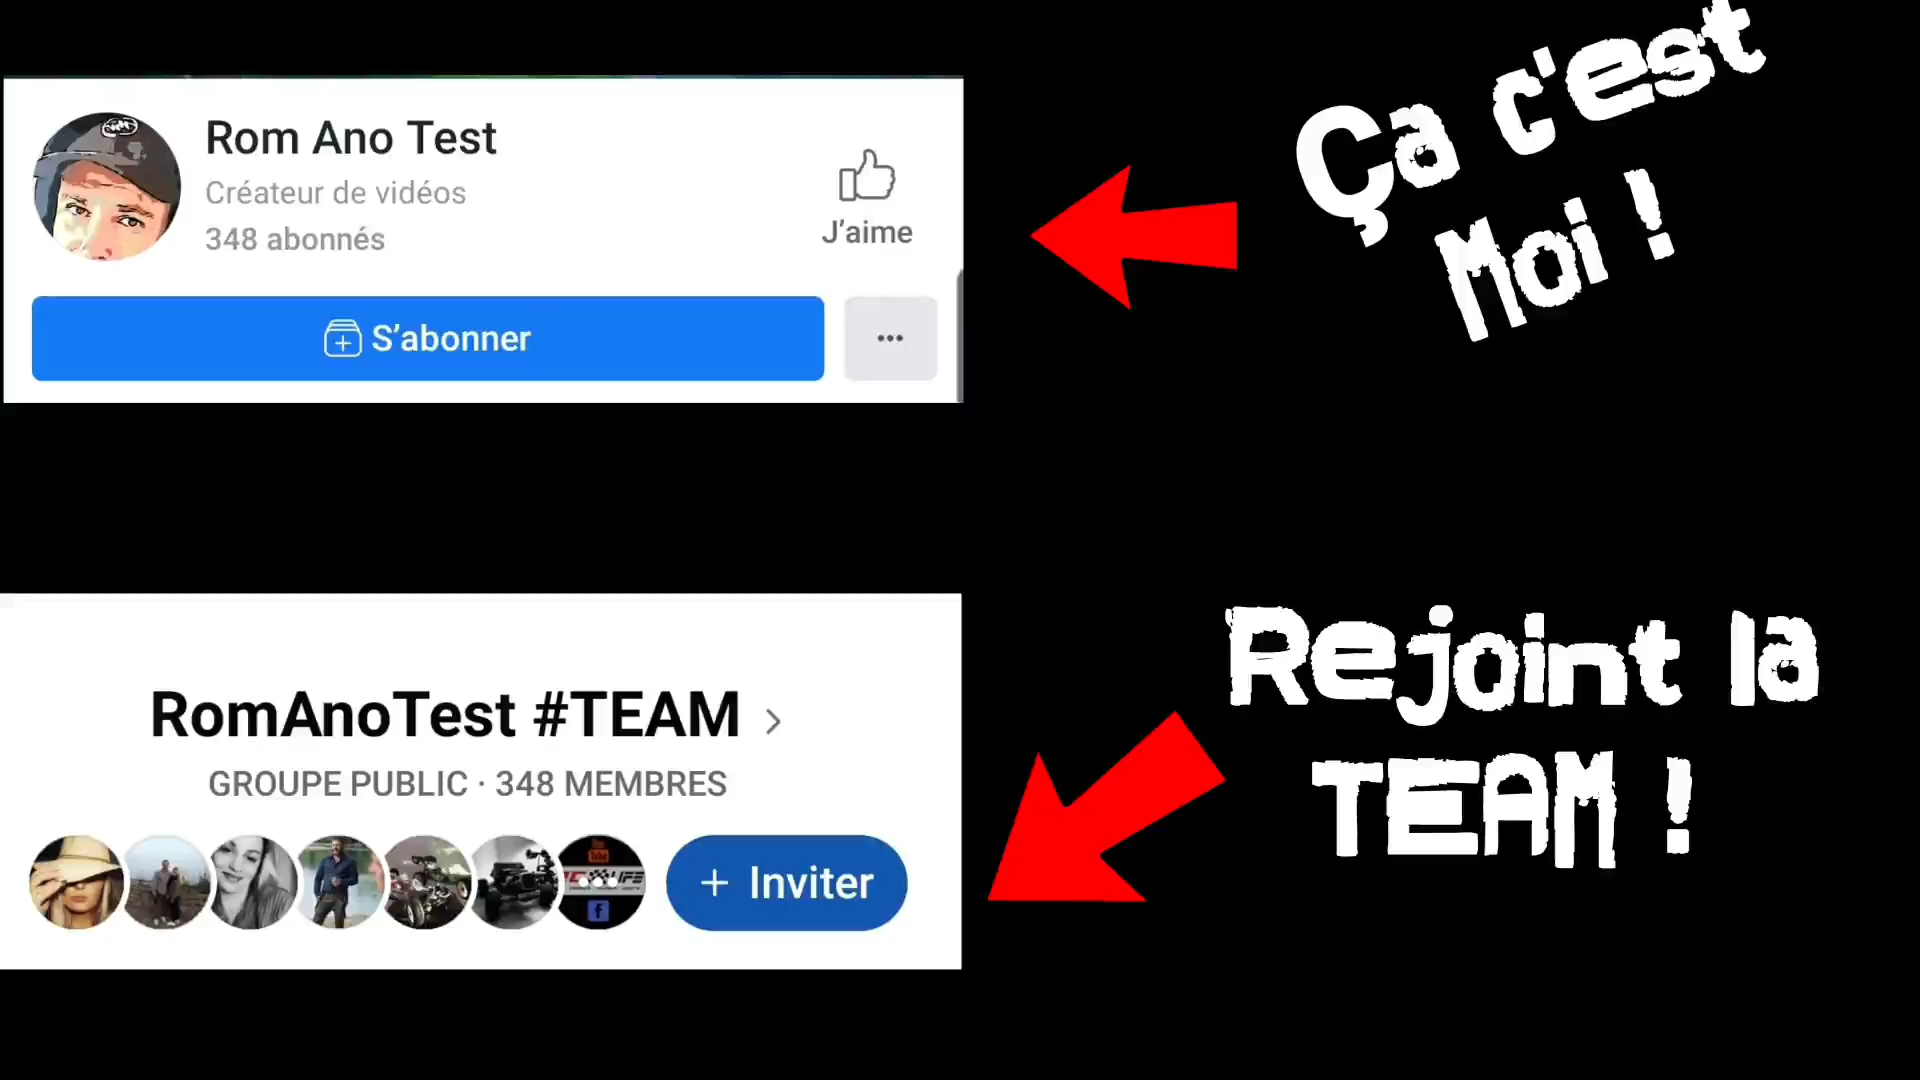 Rom Ano Test
Créateur de vidéos
348 abonnés
J'aime
S'abonner
Ça c'est
Moi !
RomAnoTest #TEAM
GROUPE PUBLIC · 348 MEMBRES
+ Inviter
Rejoint la
TEAM !